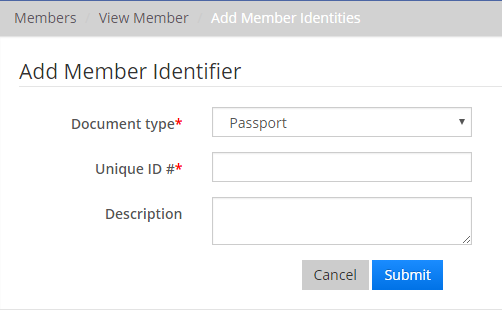 Members / View Member / Add Member Identities
Add Member Identifier
Document type* Passport
Unique ID #*
Description
Cancel Submit